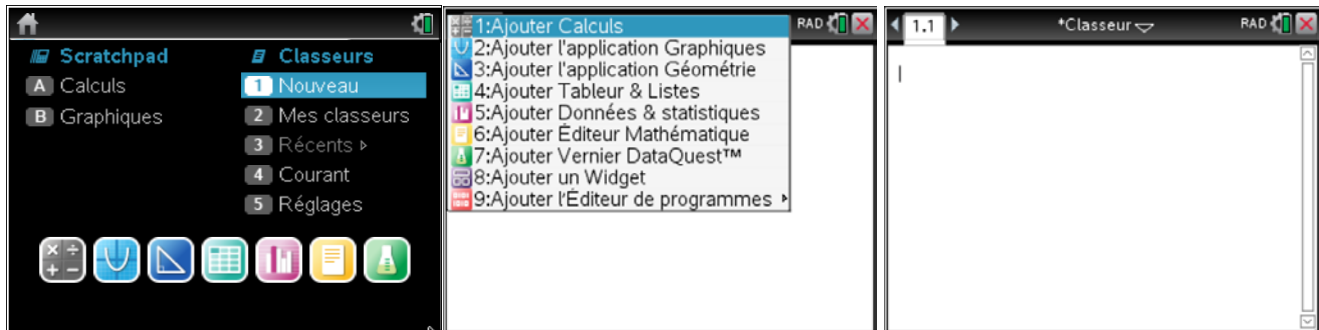 Scratchpad
A Calculs
B Graphiques
Classeurs
1 Nouveau
2 Mes classeurs
3 Récents ▹
4 Courant
5 Réglages
RAD
1:Ajouter Calculs
2:Ajouter l'application Graphiques
3:Ajouter l'application Géométrie
4:Ajouter Tableur & Listes
5:Ajouter Données & statistiques
6:Ajouter Éditeur Mathématique
7:Ajouter Vernier DataQuest™
8:Ajouter un Widget
9:Ajouter l'Éditeur de programmes ▸
1.1 *Classeur RAD